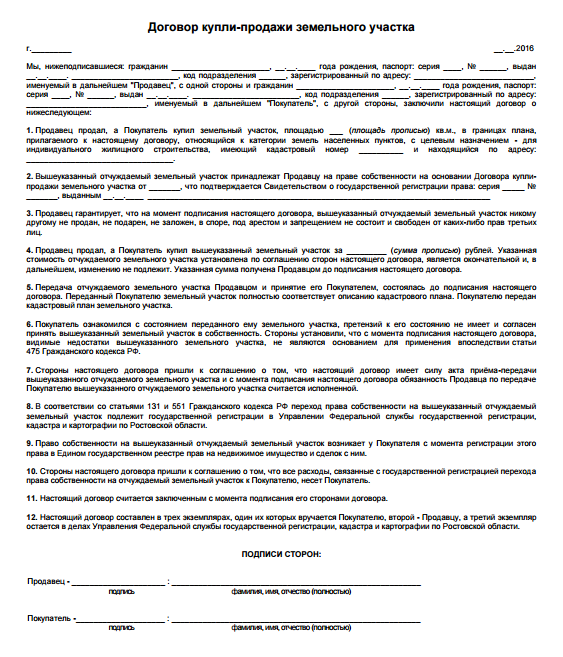 Договор купли-продажи земельного участка
г._________ __.__.2016
Мы, нижеподписавшиеся: гражданин ______________________, __.__.____ года рождения, паспорт: серия ____, № ______, выдан
__.__.____. ________________________, код подразделения ______, зарегистрированный по адресу: ___________________________,
именуемый в дальнейшем "Продавец", с одной стороны и гражданин ____________________, __.__.____ года рождения, паспорт:
серия ____, № ______, выдан __.__.____. ________________________, код подразделения ______, зарегистрированный по адресу:
___________________________, именуемый в дальнейшем "Покупатель", с другой стороны, заключили настоящий договор о
нижеследующем:
1. Продавец продал, а Покупатель купил земельный участок, площадью ___ (площадь прописью) кв.м., в границах плана,
прилагаемого к настоящему договору, относящийся к категории земель населенных пунктов, с целевым назначением - для
индивидуального жилищного строительства, имеющий кадастровый номер __________ и находящийся по адресу:
_________________________________.
2. Вышеуказанный отчуждаемый земельный участок принадлежат Продавцу на праве собственности на основании Договора купли-
продажи земельного участка от _______, что подтверждается Свидетельством о государственной регистрации права: серия _____ №
_______, выданным __.__.____ ___________________.
3. Продавец гарантирует, что на момент подписания настоящего договора, вышеуказанный отчуждаемый земельный участок никому
другому не продан, не подарен, не заложен, в споре, под арестом и запрещением не состоит и свободен от каких-либо прав третьих
лиц.
4. Продавец продал, а Покупатель купил вышеуказанный земельный участок за _________ (сумма прописью) рублей. Указанная
стоимость отчуждаемого земельного участка установлена по соглашению сторон настоящего договора, является окончательной и, в
дальнейшем, изменению не подлежит. Указанная сумма получена Продавцом до подписания настоящего договора.
5. Передача отчуждаемого земельного участка Продавцом и принятие его Покупателем, состоялась до подписания настоящего
договора. Переданный Покупателю земельный участок полностью соответствует описанию кадастрового плана. Покупателю передан
кадастровый план земельного участка.
6. Покупатель ознакомился с состоянием переданного ему земельного участка, претензий к его состоянию не имеет и согласен
принять вышеуказанный земельный участок в собственность. Стороны установили, что с момента подписания настоящего договора,
видимые недостатки вышеуказанного земельного участка, не являются основанием для применения впоследствии статьи
475 Гражданского кодекса РФ.
7. Стороны настоящего договора пришли к соглашению о том, что настоящий договор имеет силу акта приёма-передачи
вышеуказанного отчуждаемого земельного участка и с момента подписания настоящего договора обязанность Продавца по передаче
Покупателю вышеуказанного отчуждаемого земельного участка считается исполненной.
8. В соответствии со статьями 131 и 551 Гражданского кодекса РФ переход права собственности на вышеуказанный отчуждаемый
земельный участок подлежит государственной регистрации в Управлении Федеральной службы государственной регистрации,
кадастра и картографии по Ростовской области.
9. Право собственности на вышеуказанный отчуждаемый земельный участок возникает у Покупателя с момента регистрации этого
права в Едином государственном реестре прав на недвижимое имущество и сделок с ним.
10. Стороны настоящего договора пришли к соглашению о том, что все расходы, связанные с государственной регистрацией перехода
права собственности на отчуждаемый земельный участок к Покупателю, несет Покупатель.
11. Настоящий договор считается заключенным с момента подписания его сторонами договора.
12. Настоящий договор составлен в трех экземплярах, один их которых вручается Покупателю, второй - Продавцу, а третий экземпляр
остается в делах Управления Федеральной службы государственной регистрации, кадастра и картографии по Ростовской области.
ПОДПИСИ СТОРОН:
Продавец - ____________________ : ________________________________________________________
подпись фамилия, имя, отчество (полностью)
Покупатель -____________________ : ________________________________________________________
подпись фамилия, имя, отчество (полностью)